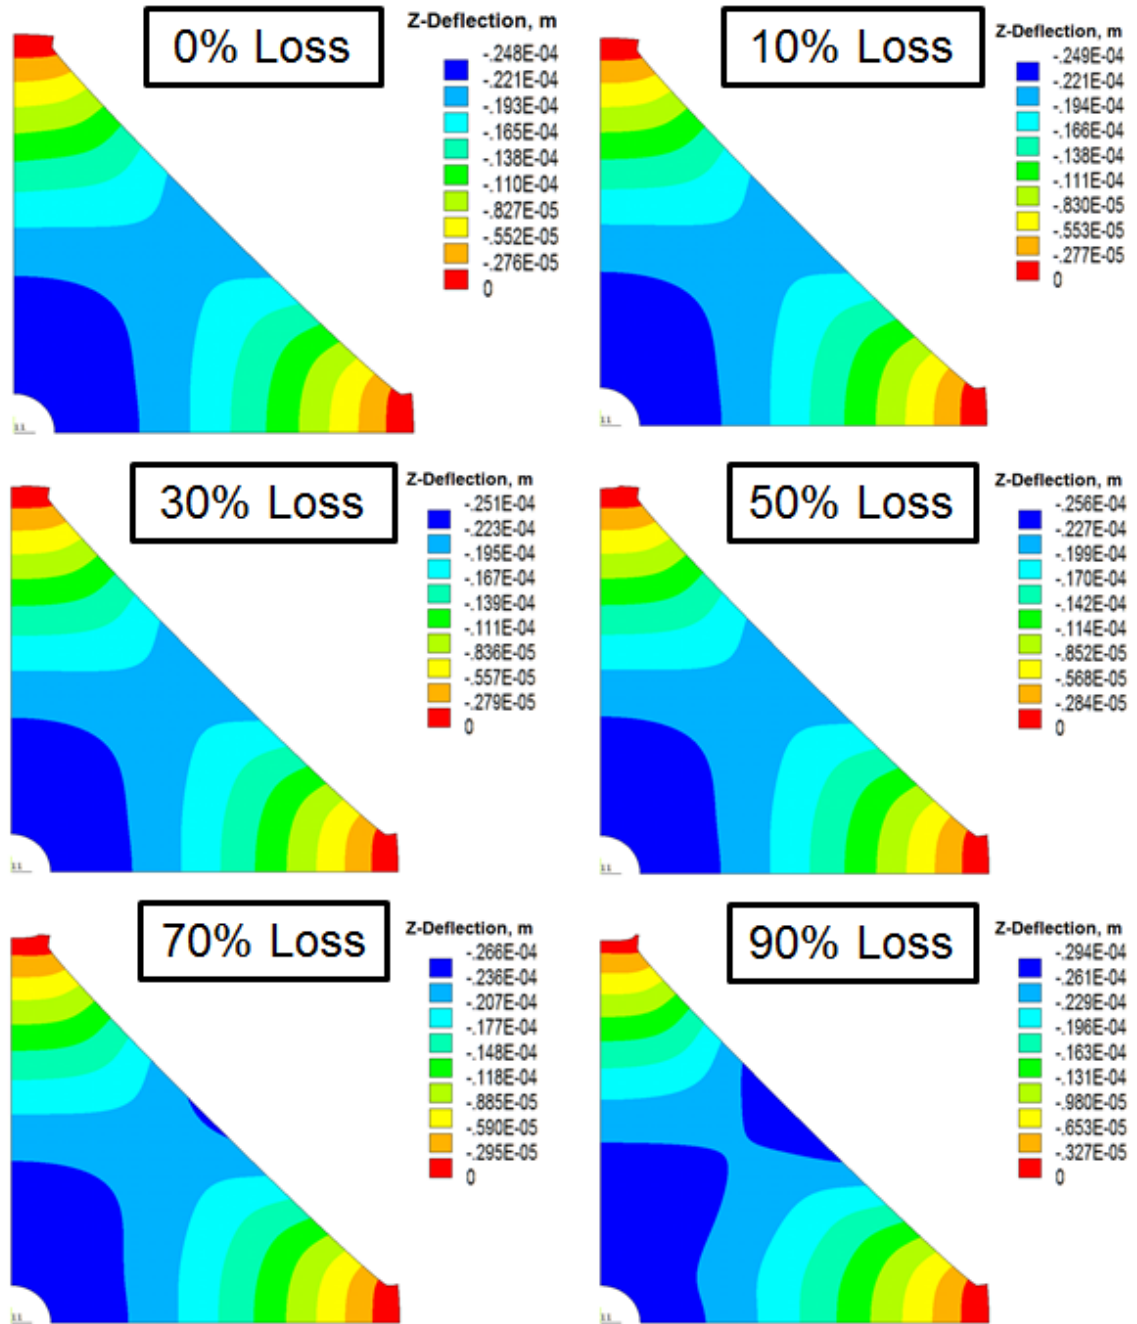 0% Loss
Z-Deflection, m
-.248E-04
-.221E-04
-.193E-04
-.165E-04
-.138E-04
-.110E-04
-.827E-05
-.552E-05
-.276E-05
0
11
10% Loss
Z-Deflection, m
-.249E-04
-.221E-04
-.194E-04
-.166E-04
-.138E-04
-.111E-04
-.830E-05
-.553E-05
-.277E-05
0
11
30% Loss
Z-Deflection, m
-.251E-04
-.223E-04
-.195E-04
-.167E-04
-.139E-04
-.111E-04
-.836E-05
-.557E-05
-.279E-05
0
11
50% Loss
Z-Deflection, m
-.256E-04
-.227E-04
-.199E-04
-.170E-04
-.142E-04
-.114E-04
-.852E-05
-.568E-05
-.284E-05
0
11
70% Loss
Z-Deflection, m
-.266E-04
-.236E-04
-.207E-04
-.177E-04
-.148E-04
-.118E-04
-.885E-05
-.590E-05
-.295E-05
0
11
90% Loss
Z-Deflection, m
-.294E-04
-.261E-04
-.229E-04
-.196E-04
-.163E-04
-.131E-04
-.980E-05
-.653E-05
-.327E-05
0
11